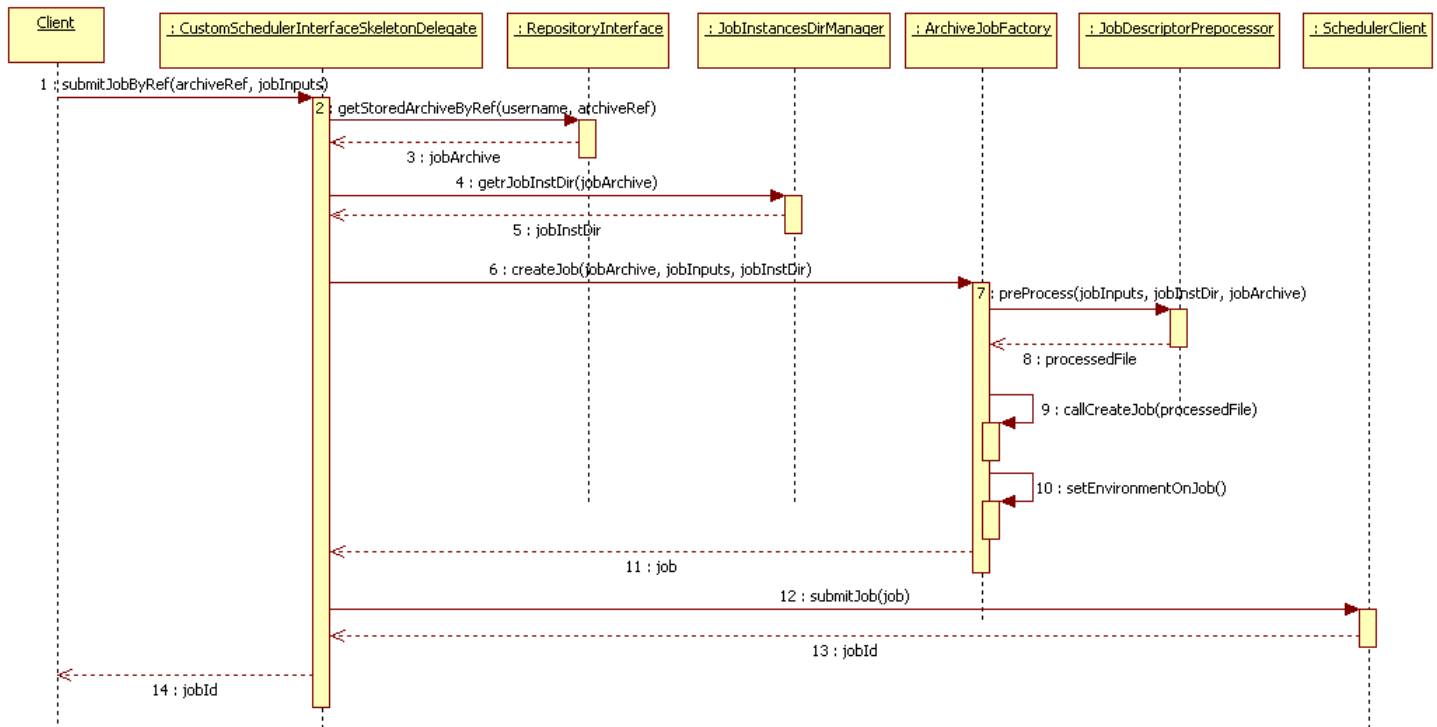 Client
: CustomSchedulerInterfaceSkeletonDelegate
: RepositoryInterface
: JobInstancesDirManager
: ArchiveJobFactory
: JobDescriptorPrepocessor
: SchedulerClient
1 : submitJobByRef(archiveRef, jobInputs)
2 : getStoredArchiveByRef(username, archiveRef)
3 : jobArchive
4 : getrJobInstDir(jobArchive)
5 : jobInstDir
6 : createJob(jobArchive, jobInputs, jobInstDir)
7 : preProcess(jobInputs, jobInstDir, jobArchive)
8 : processedFile
9 : callCreateJob(processedFile)
10 : setEnvironmentOnJob()
11 : job
12 : submitJob(job)
13 : jobId
14 : jobId